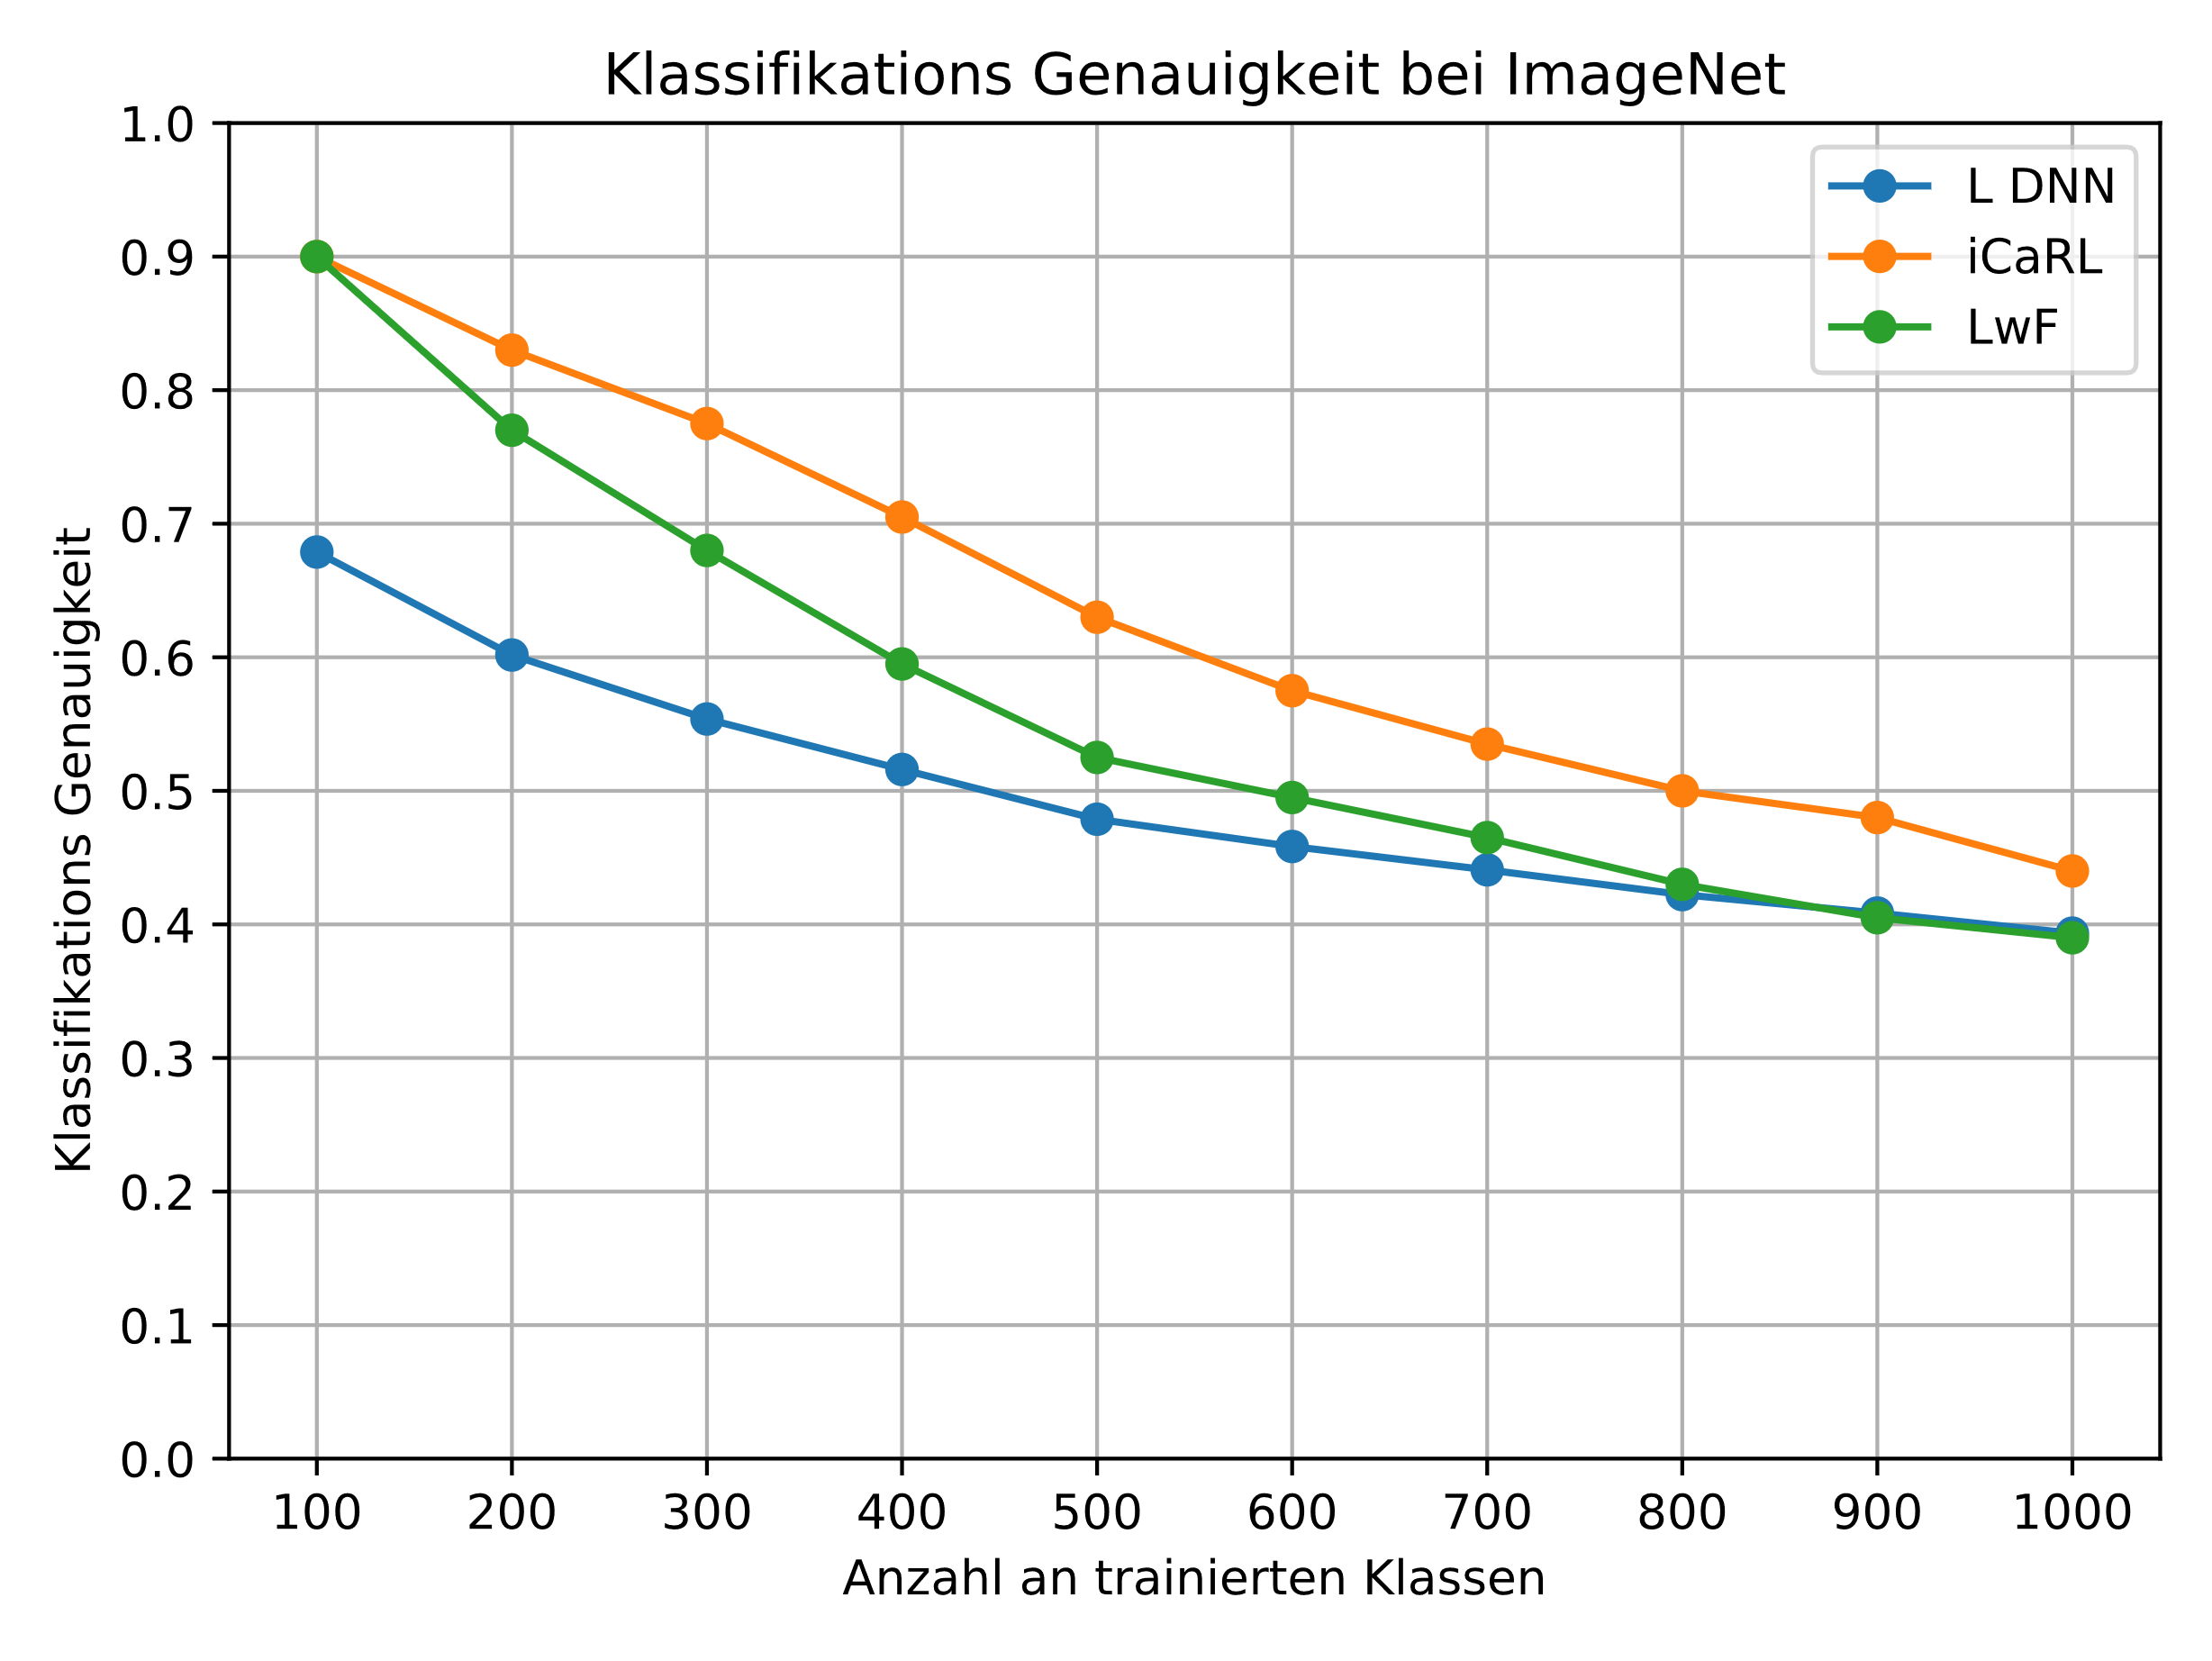 Klassifikations Genauigkeit bei ImageNet
1.0
0.9
0.8
0.7
0.6
0.5
0.4
0.3
0.2
0.1
0.0
Klassifikations Genauigkeit
L DNN
iCaRL
LwF
100 200 300 400 500 600 700 800 900 1000
Anzahl an trainierten Klassen